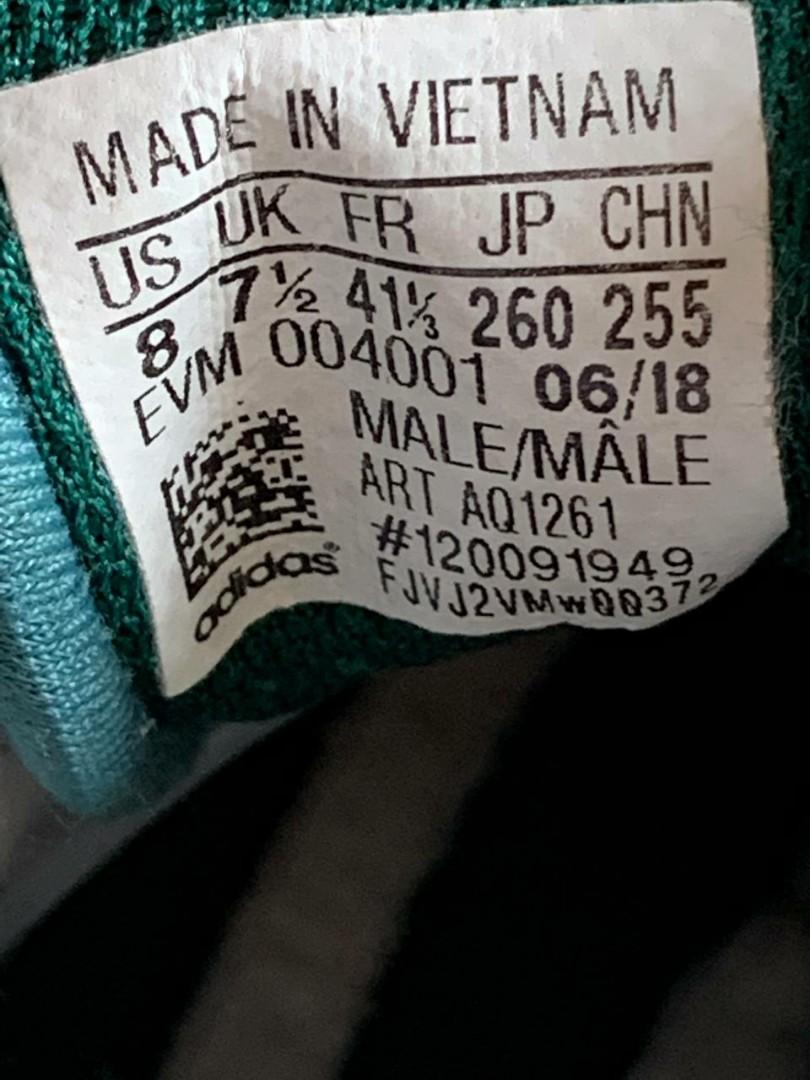 MADE IN VIETNAM
US UK FR JP CHN
8 7½ 41⅓ 260 255
EVM 004001 06/18
MALE/MÂLE
ART AQ1261
#120091949
FJVJ2VMW00372
adidas®